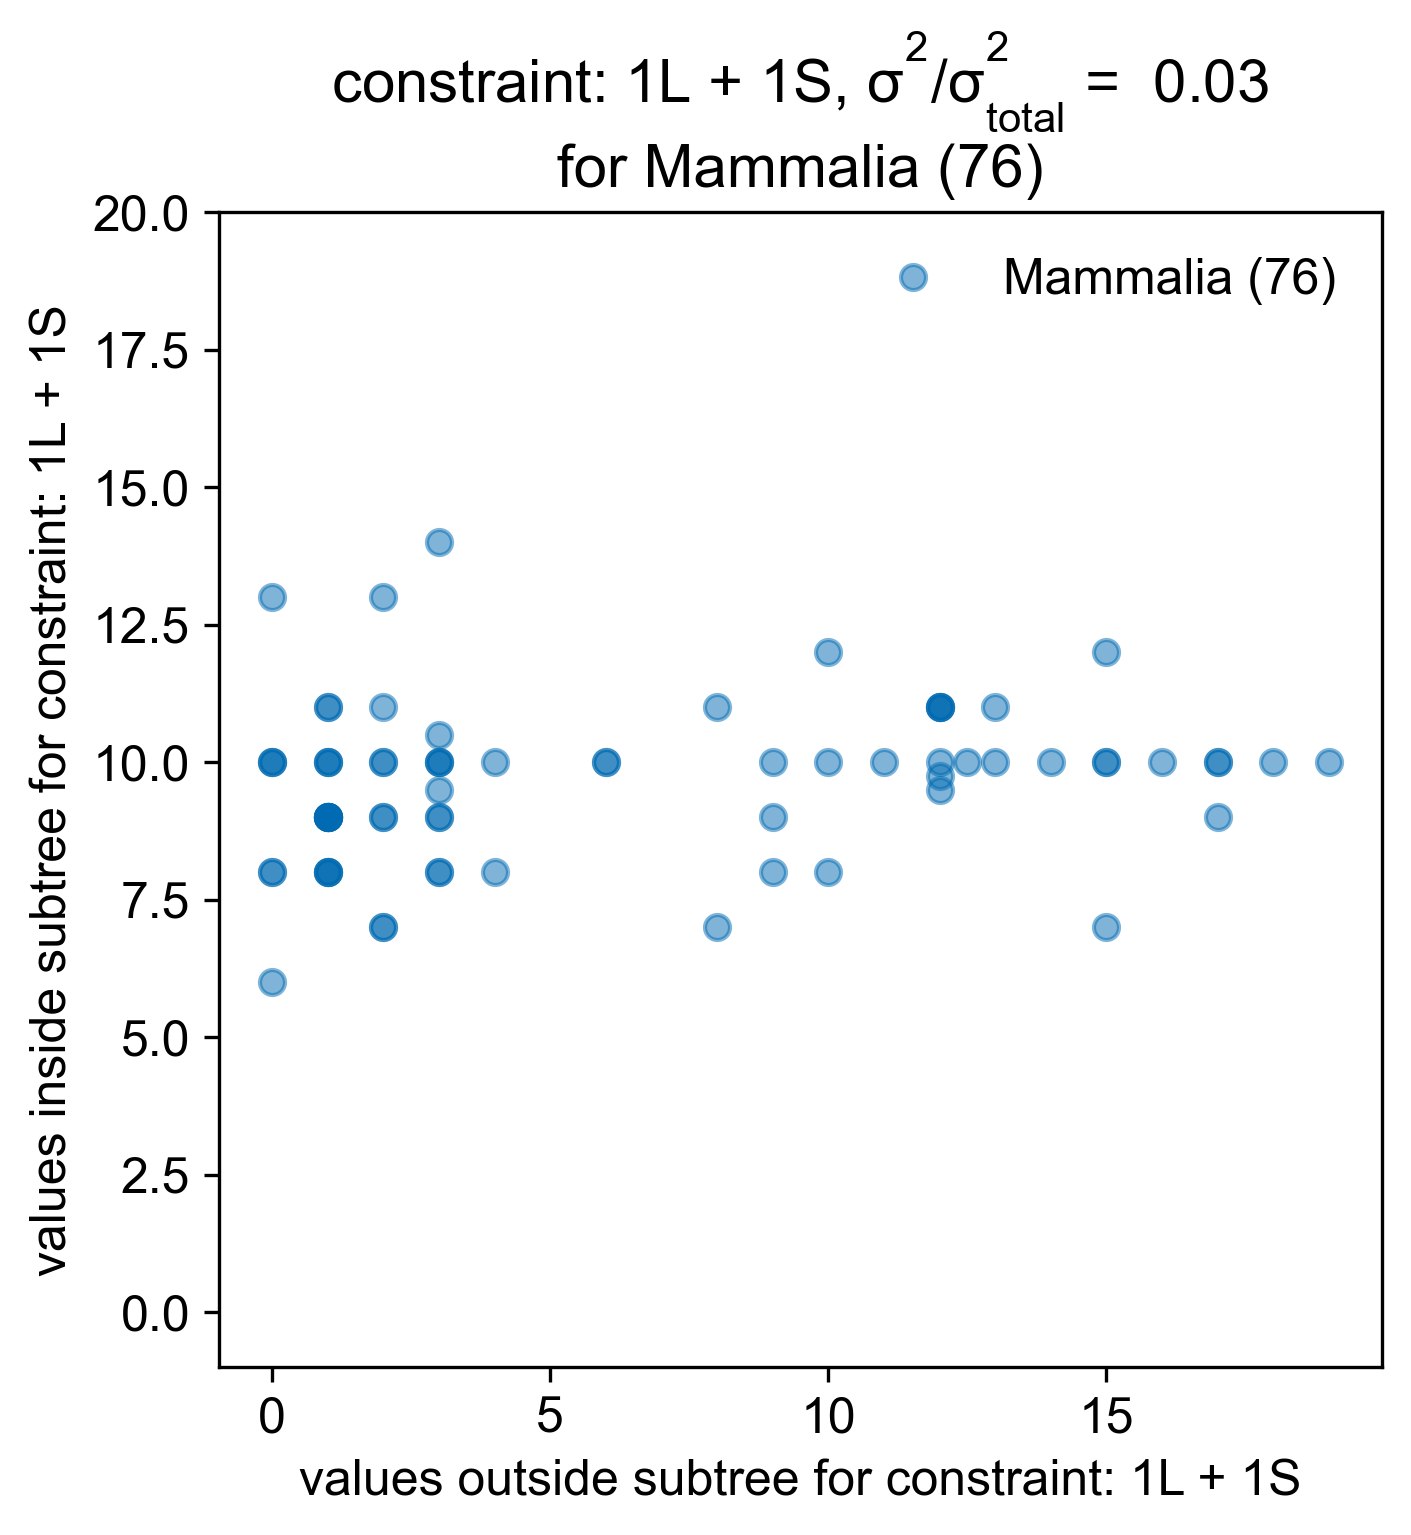 constraint: 1L + 1S, σ²/σ²total = 0.03
for Mammalia (76)
Mammalia (76)
values inside subtree for constraint: 1L + 1S
20.0
17.5
15.0
12.5
10.0
7.5
5.0
2.5
0.0
0 5 10 15
values outside subtree for constraint: 1L + 1S